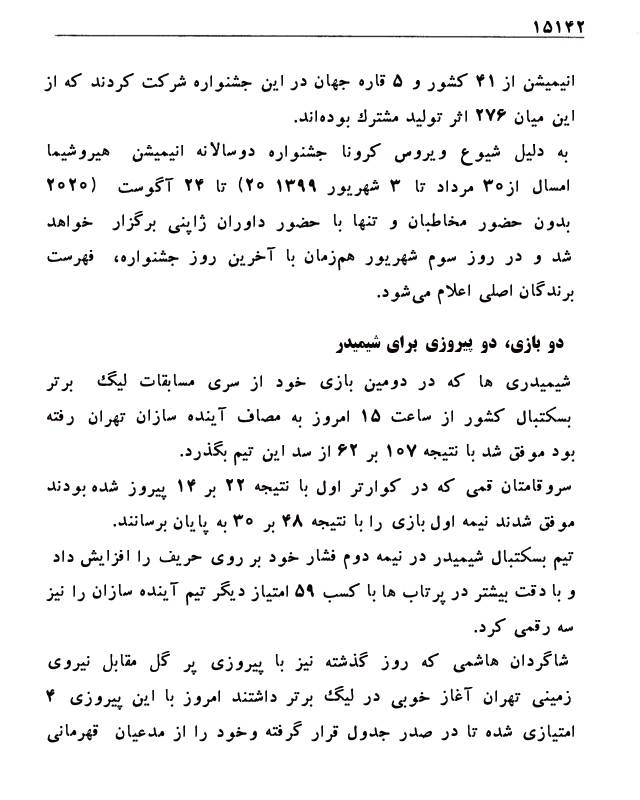 ۱۵۱۴۲
انیمیشن از ۴۱ کشور و ۵ قاره جهان در این جشنواره شرکت کردند که از
این میان ۲۷۶ اثر تولید مشترك بوده‌اند.
به دلیل شیوع ویروس کرونا جشنواره دوسالانه انیمیشن هیروشیما
امسال از۳۰ مرداد تا ۳ شهریور ۱۳۹۹ ۲۰) تا ۲۴ آگوست (۲۰۲۰
بدون حضور مخاطبان و تنها با حضور داوران ژاپنی برگزار خواهد
شد و در روز سوم شهریور هم‌زمان با آخرین روز جشنواره، فهرست
برندگان اصلی اعلام می‌شود.
دو بازی، دو پیروزی برای شیمیدر
شیمیدری ها که در دومین بازی خود از سری مسابقات لیگ برتر
بسکتبال کشور از ساعت ۱۵ امروز به مصاف آینده سازان تهران رفته
بود موفق شد با نتیجه ۱۰۷ بر ۶۲ از سد این تیم بگذرد.
سروقامتان قمی که در کوارتر اول با نتیجه ۲۲ بر ۱۴ پیروز شده بودند
موفق شدند نیمه اول بازی را با نتیجه ۴۸ بر ۳۰ به پایان برسانند.
تیم بسکتبال شیمیدر در نیمه دوم فشار خود بر روی حریف را افزایش داد
و با دقت بیشتر در پرتاب ها با کسب ۵۹ امتیاز دیگر تیم آینده سازان را نیز
سه رقمی کرد.
شاگردان هاشمی که روز گذشته نیز با پیروزی پر گل مقابل نیروی
زمینی تهران آغاز خوبی در لیگ برتر داشتند امروز با این پیروزی ۴
امتیازی شده تا در صدر جدول قرار گرفته وخود را از مدعیان قهرمانی